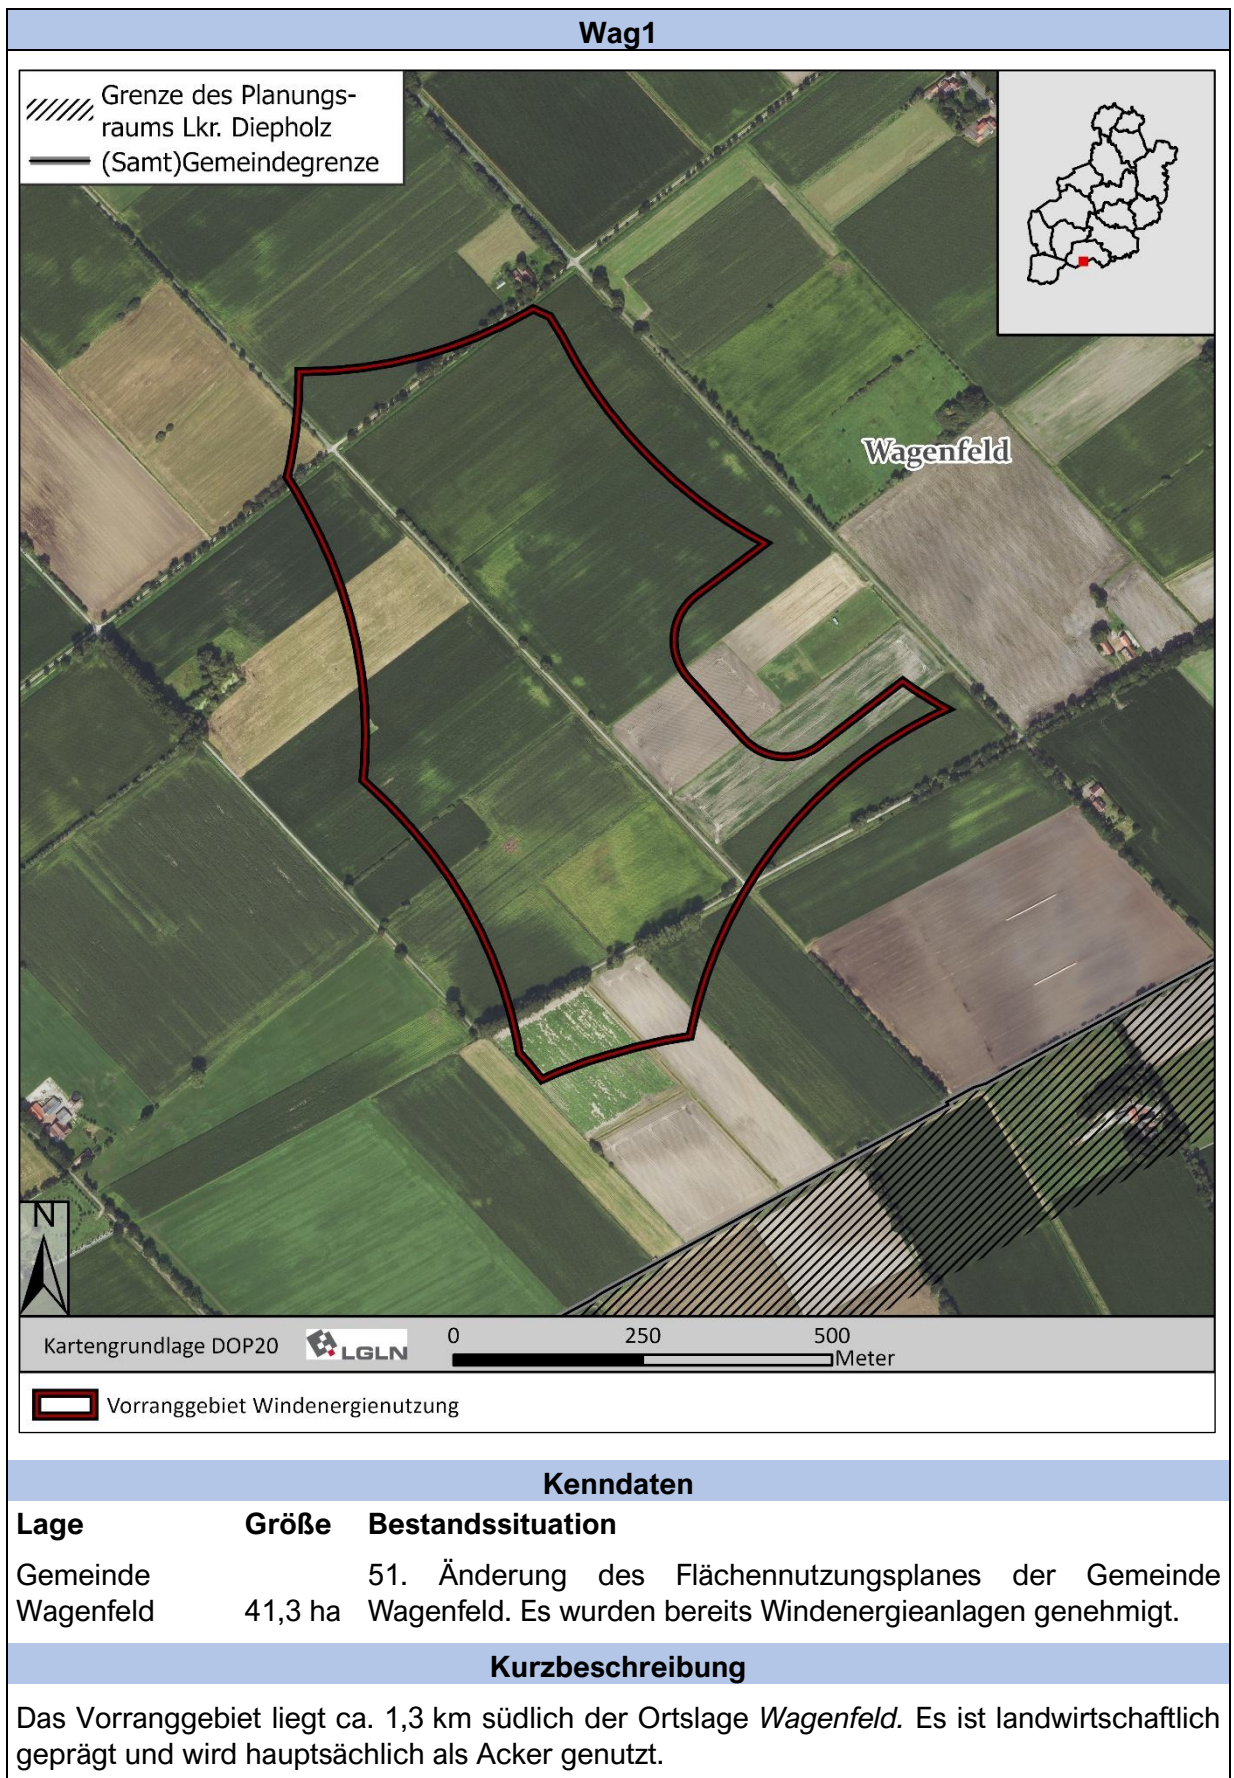 Wag1
Grenze des Planungs-
raums Lkr. Diepholz
(Samt)Gemeindegrenze
Wagenfeld
N
Kartengrundlage DOP20
LGLN
0 250 500
Meter
Vorranggebiet Windenergienutzung
Kenndaten
Lage Größe Bestandssituation
Gemeinde 51. Änderung des Flächennutzungsplanes der Gemeinde
Wagenfeld 41,3 ha Wagenfeld. Es wurden bereits Windenergieanlagen genehmigt.
Kurzbeschreibung
Das Vorranggebiet liegt ca. 1,3 km südlich der Ortslage Wagenfeld. Es ist landwirtschaftlich
geprägt und wird hauptsächlich als Acker genutzt.